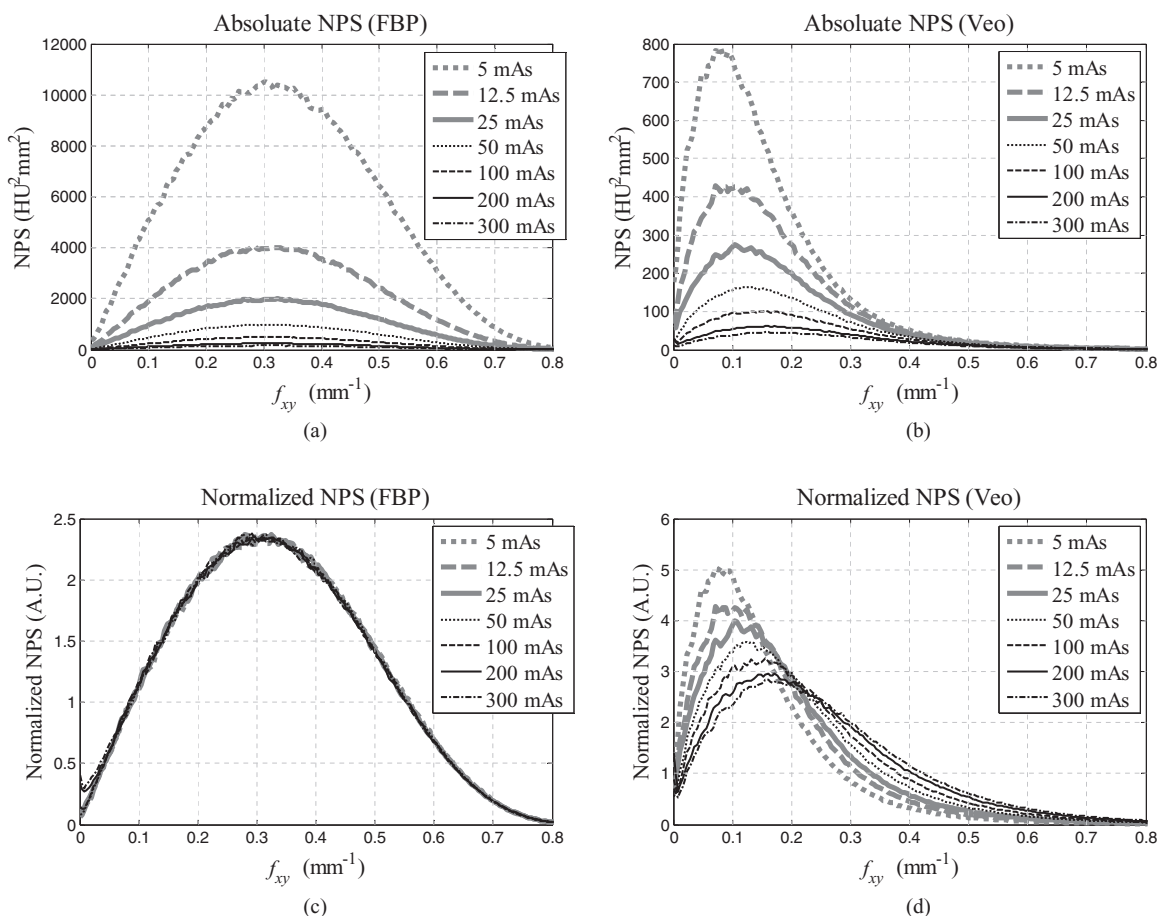 Absoluate NPS (FBP)
12000
10000
8000
6000
4000
2000
0
NPS (HU²mm²)
0 0.1 0.2 0.3 0.4 0.5 0.6 0.7 0.8
f_xy (mm⁻¹)
5 mAs
12.5 mAs
25 mAs
50 mAs
100 mAs
200 mAs
300 mAs
(a)
Absoluate NPS (Veo)
800
700
600
500
400
300
200
100
0
NPS (HU²mm²)
0 0.1 0.2 0.3 0.4 0.5 0.6 0.7 0.8
f_xy (mm⁻¹)
5 mAs
12.5 mAs
25 mAs
50 mAs
100 mAs
200 mAs
300 mAs
(b)
Normalized NPS (FBP)
2.5
2
1.5
1
0.5
0
Normalized NPS (A.U.)
0 0.1 0.2 0.3 0.4 0.5 0.6 0.7 0.8
f_xy (mm⁻¹)
5 mAs
12.5 mAs
25 mAs
50 mAs
100 mAs
200 mAs
300 mAs
(c)
Normalized NPS (Veo)
6
5
4
3
2
1
0
Normalized NPS (A.U.)
0 0.1 0.2 0.3 0.4 0.5 0.6 0.7 0.8
f_xy (mm⁻¹)
5 mAs
12.5 mAs
25 mAs
50 mAs
100 mAs
200 mAs
300 mAs
(d)